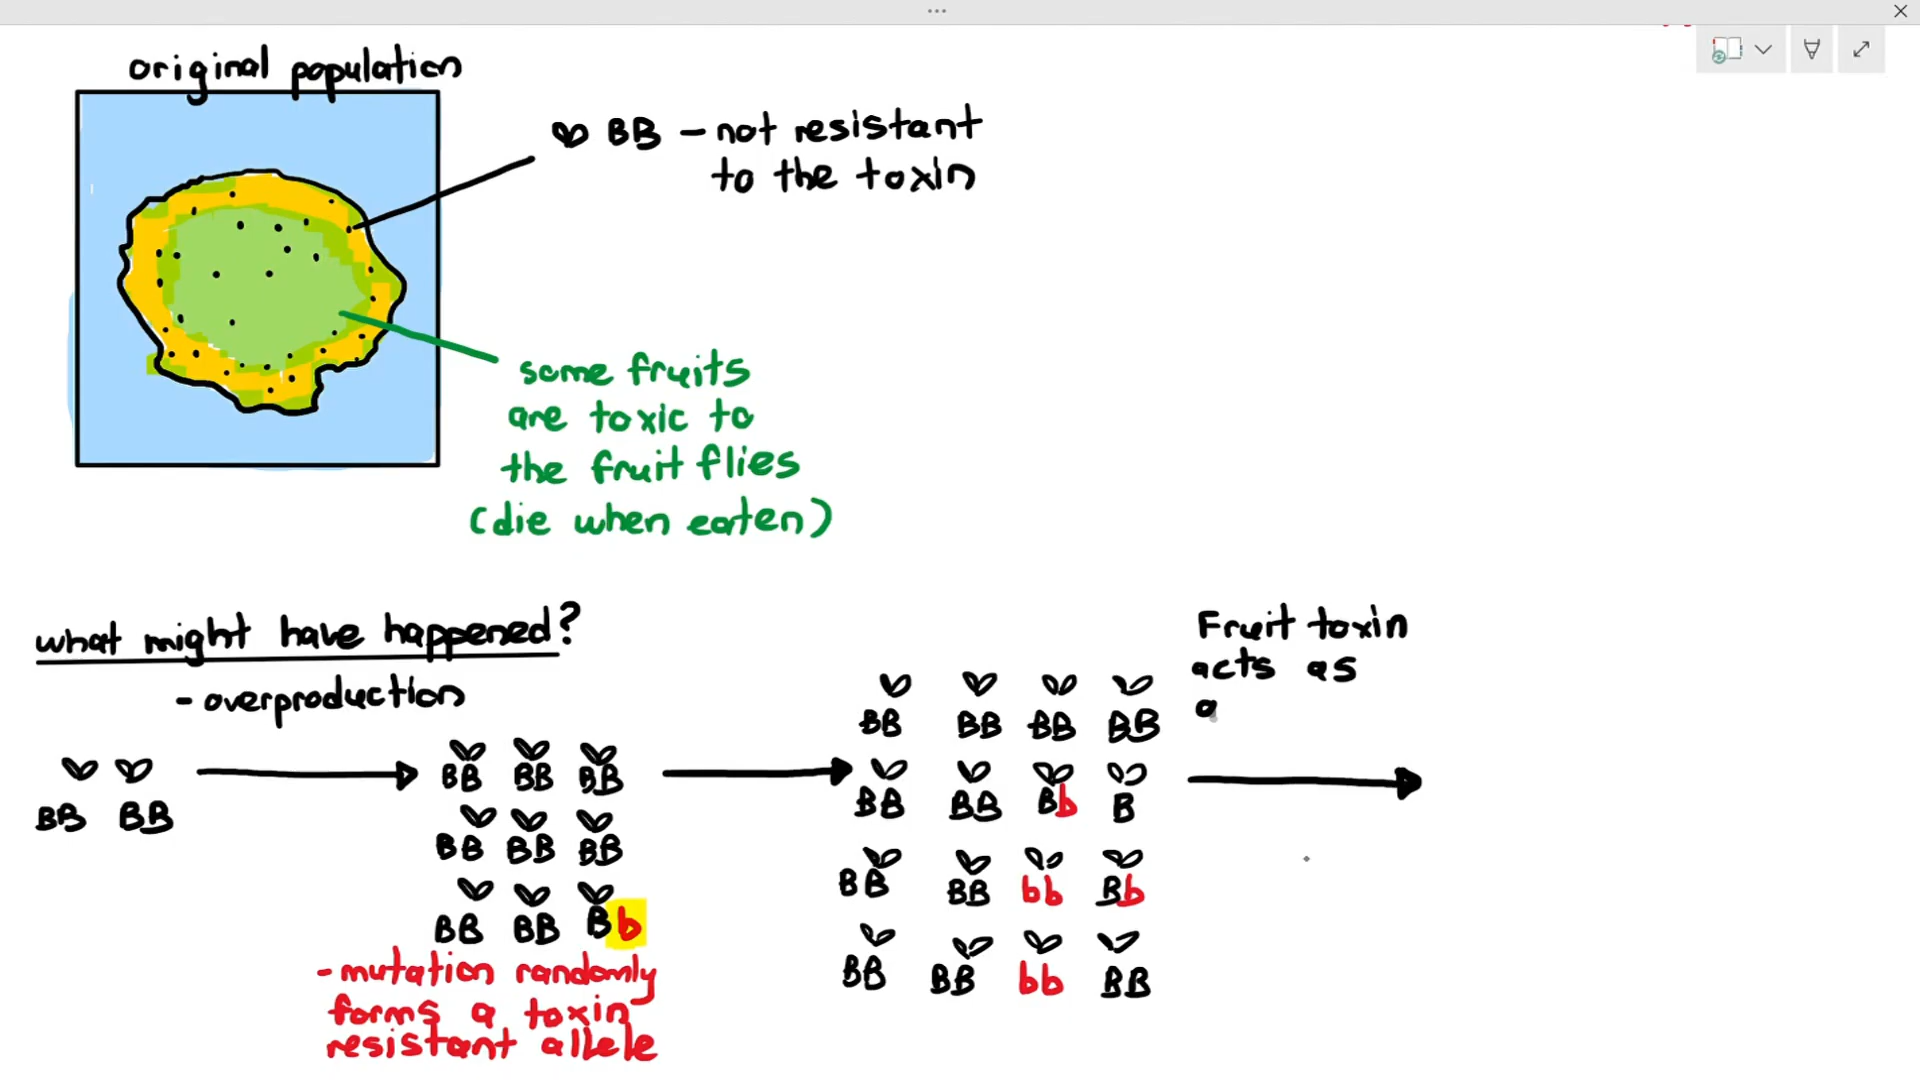 original population
BB - not resistant
to the toxin
some fruits
are toxic to
the fruit flies
(die when eaten)
what might have happened?
- overproduction
BB BB
BB BB BB
BB BB BB
BB BB Bb
- mutation randomly
forms a toxin
resistant allele
BB BB BB BB
BB BB Bb B
BB BB bb Bb
BB BB bb BB
Fruit toxin
acts as
a